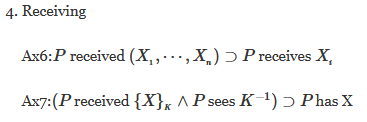 4. Receiving
Ax6:P received (X₁,⋯,Xₙ) ⊃ P receives Xᵢ
Ax7:(P received {X}ₖ ∧ P sees K⁻¹) ⊃ P has X